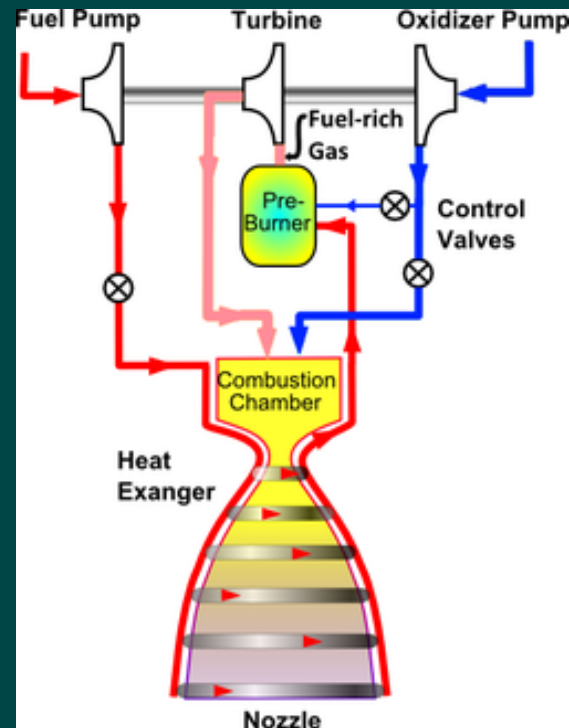 Fuel Pump
Turbine
Oxidizer Pump
Fuel-rich
Gas
Pre-
Burner
Control
Valves
Combustion
Chamber
Heat
Exanger
Nozzle